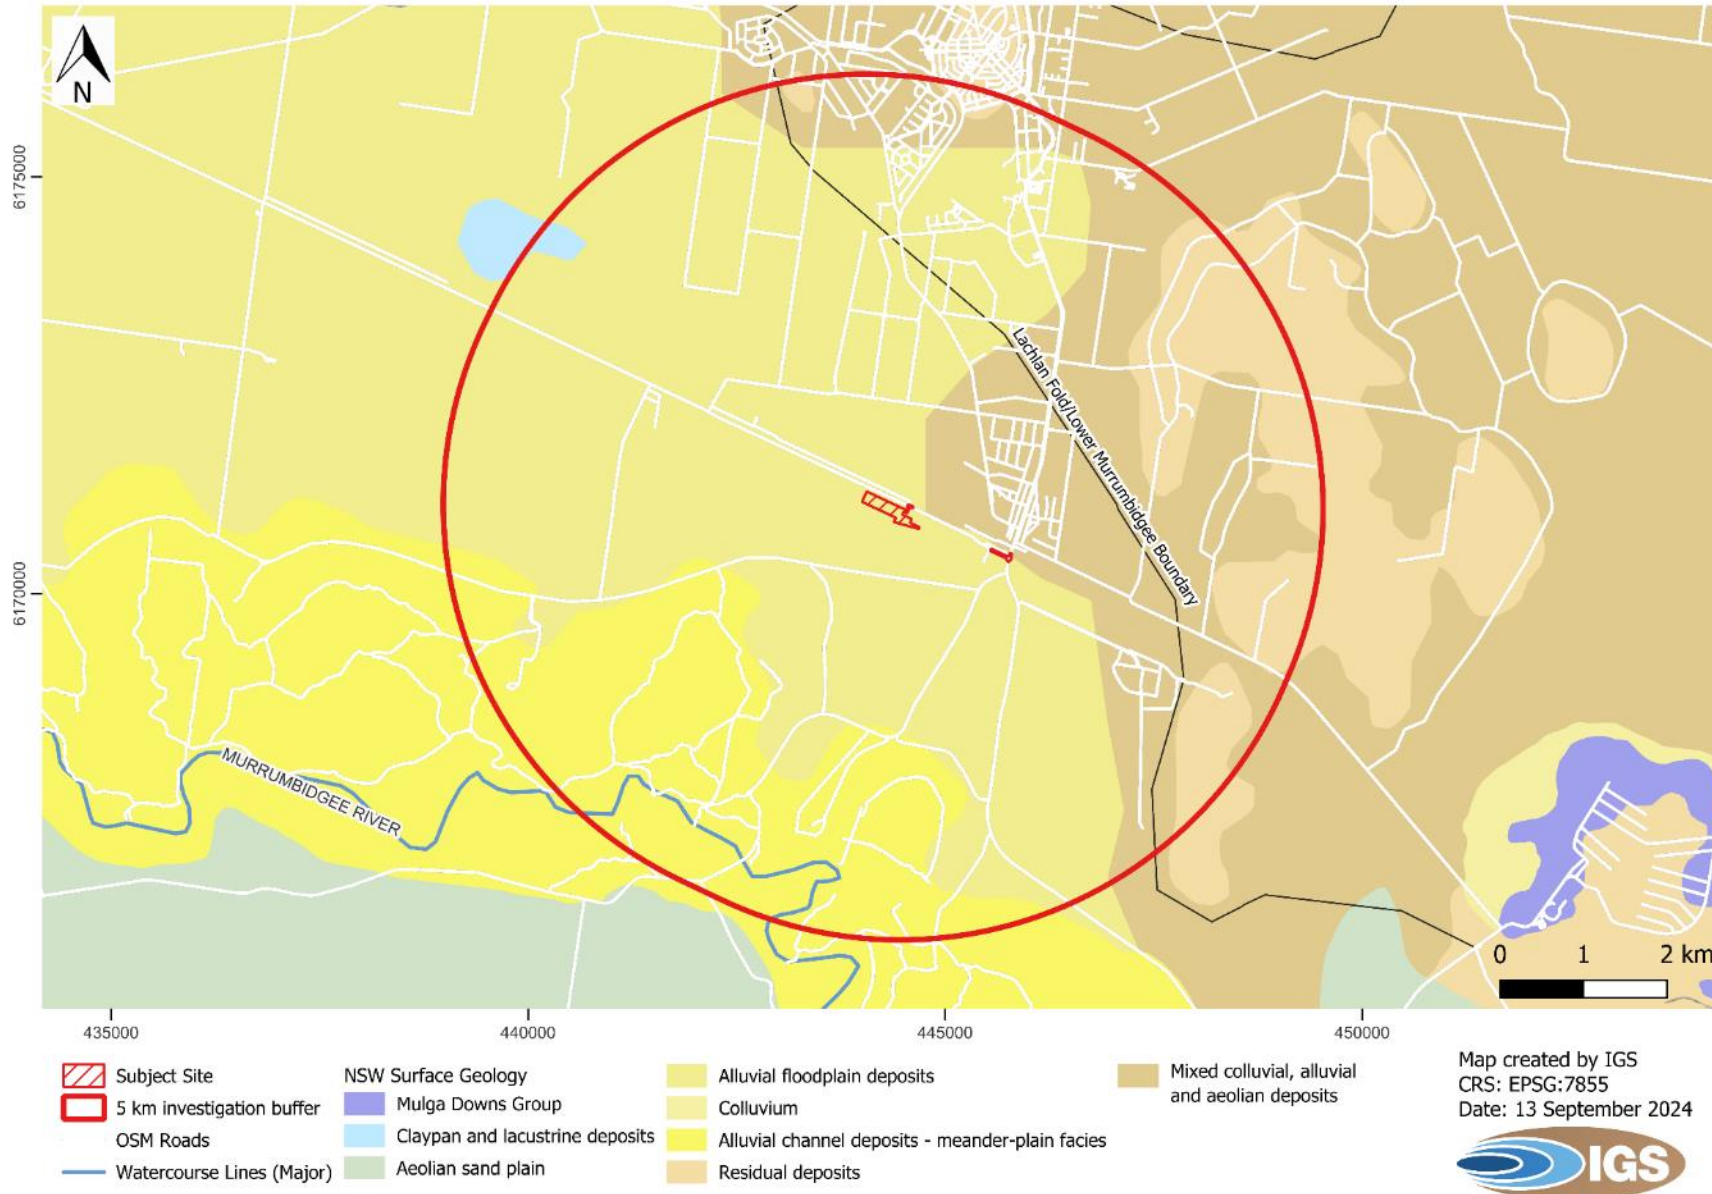 N
6175000
6170000
Lachlan Fold/Lower Murrumbidgee Boundary
MURRUMBIDGEE RIVER
0 1 2 km
435000 440000 445000 450000
Subject Site
5 km investigation buffer
OSM Roads
Watercourse Lines (Major)
NSW Surface Geology
Mulga Downs Group
Claypan and lacustrine deposits
Aeolian sand plain
Alluvial floodplain deposits
Colluvium
Alluvial channel deposits - meander-plain facies
Residual deposits
Mixed colluvial, alluvial
and aeolian deposits
Map created by IGS
CRS: EPSG:7855
Date: 13 September 2024
IGS